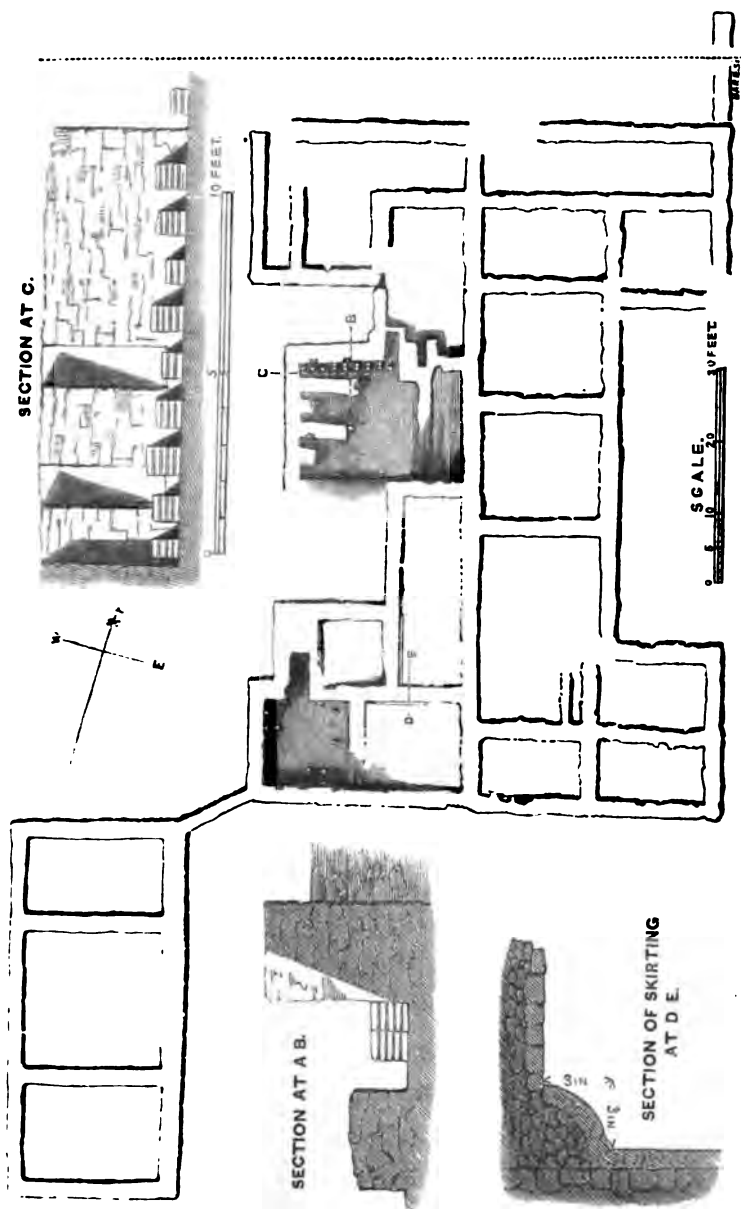 SECTION AT C.
0
5
10 FEET.
C
B
W
E
D
E
SCALE.
0 5 10 20 30 FEET.
SECTION AT A B.
SECTION OF SKIRTING
AT D E.
3 IN
3 IN